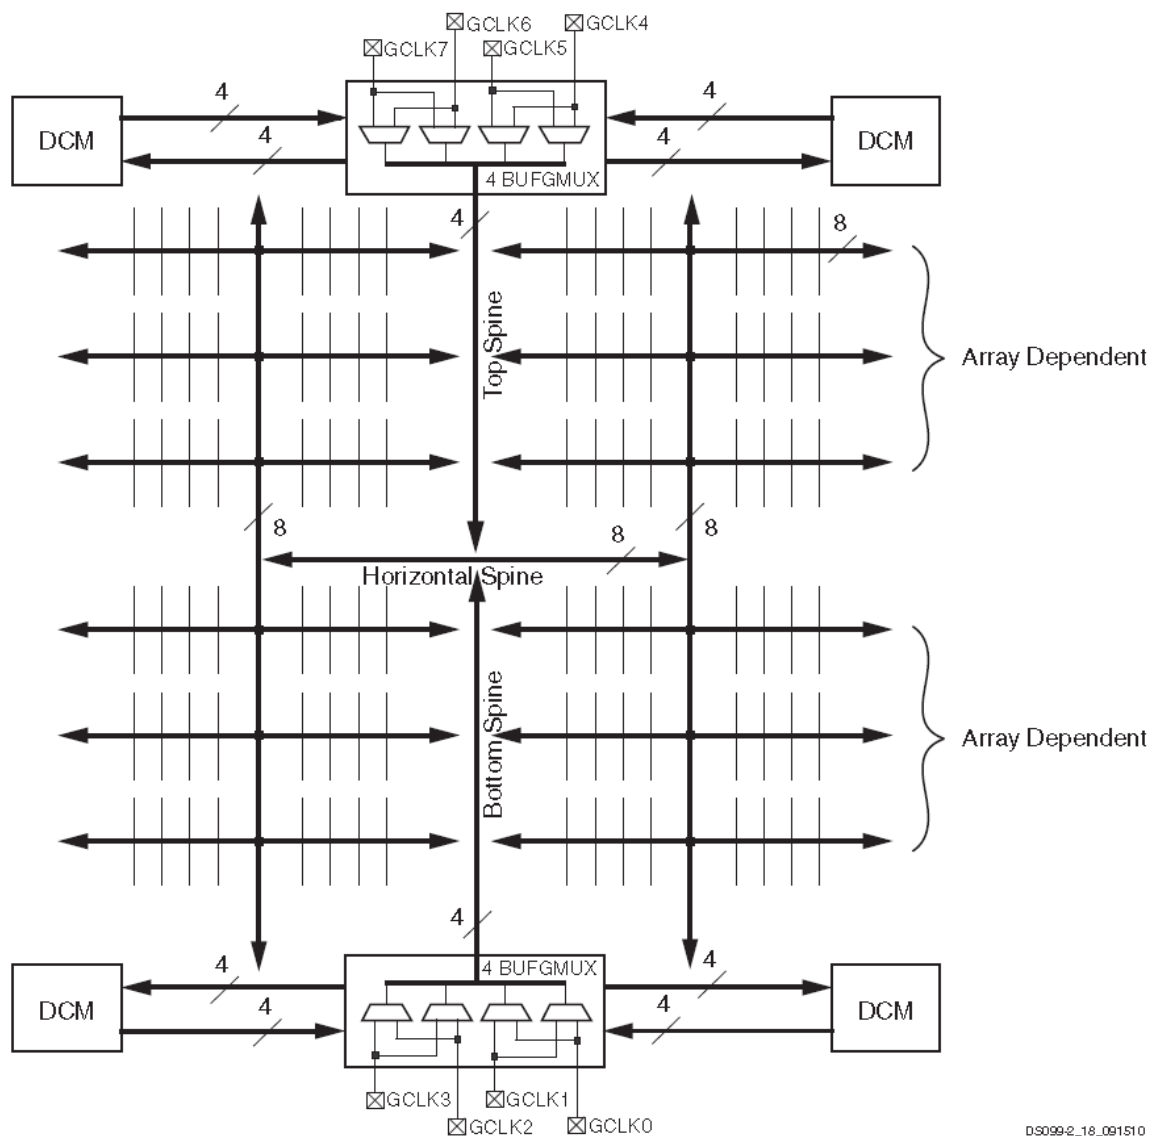 GCLK6
GCLK4
GCLK7
GCLK5
4
4
DCM
DCM
4
4
4 BUFGMUX
4
8
Top Spine
Array Dependent
8
8
8
Horizontal Spine
Bottom Spine
Array Dependent
4
4
4
4 BUFGMUX
DCM
DCM
4
4
GCLK3
GCLK1
GCLK2
GCLK0
DS099-2_18_091510